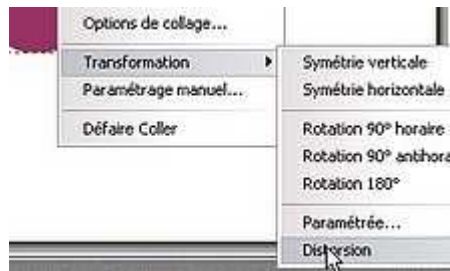 Options de collage...
Transformation
Paramétrage manuel...
Défaire Coller
Symétrie verticale
Symétrie horizontale
Rotation 90° horaire
Rotation 90° antihora
Rotation 180°
Paramétrée...
Distorsion